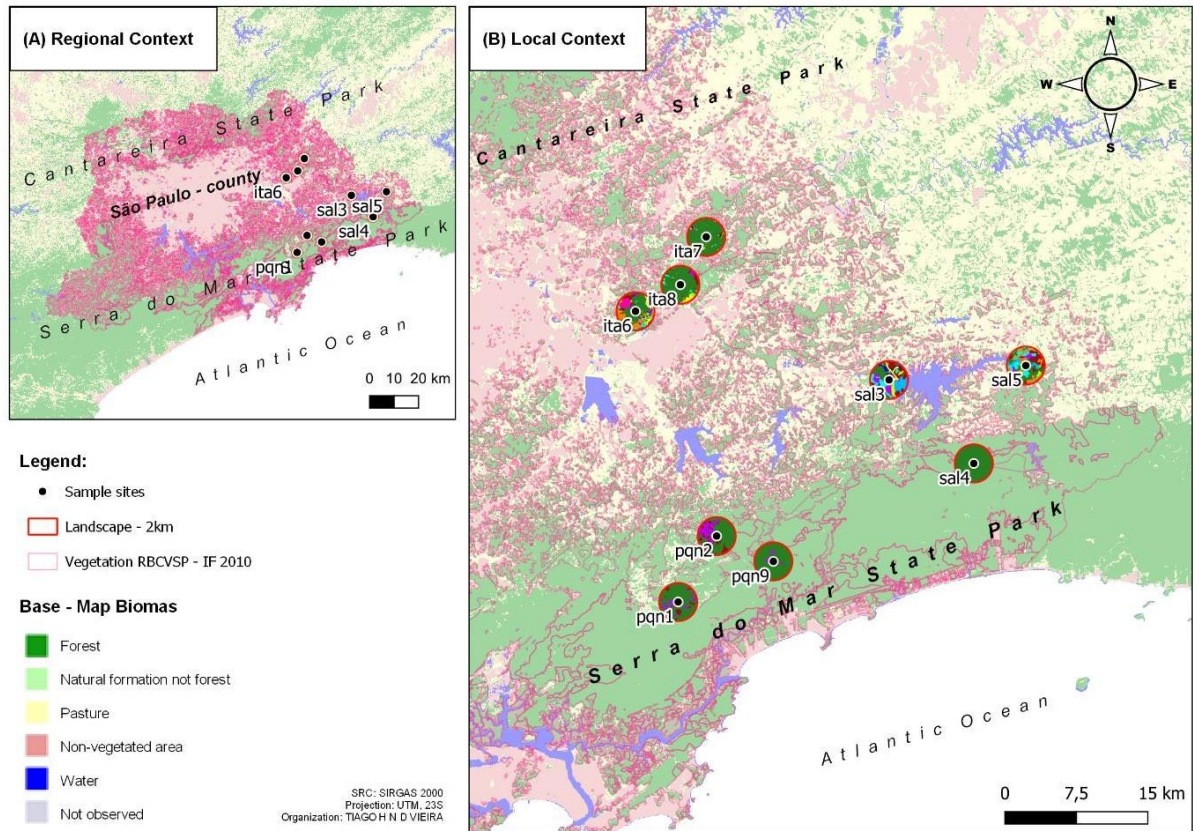 (A) Regional Context
Cantareira State Park
São Paulo - county
ita6
sal3
sal5
sal4
pqn1
Serra do Mar State Park
Atlantic Ocean
0 10 20 km
Legend:
Sample sites
Landscape - 2km
Vegetation RBCVSP - IF 2010
Base - Map Biomas
Forest
Natural formation not forest
Pasture
Non-vegetated area
Water
Not observed
SRC: SIRGAS 2000
Projection: UTM, 23S
Organization: TIAGO H N D VIEIRA
(B) Local Context
N
W E
S
Cantareira State Park
ita7
ita8
ita6
sal3
sal5
sal4
pqn2
pqn9
pqn1
Serra do Mar State Park
Atlantic Ocean
0 7,5 15 km